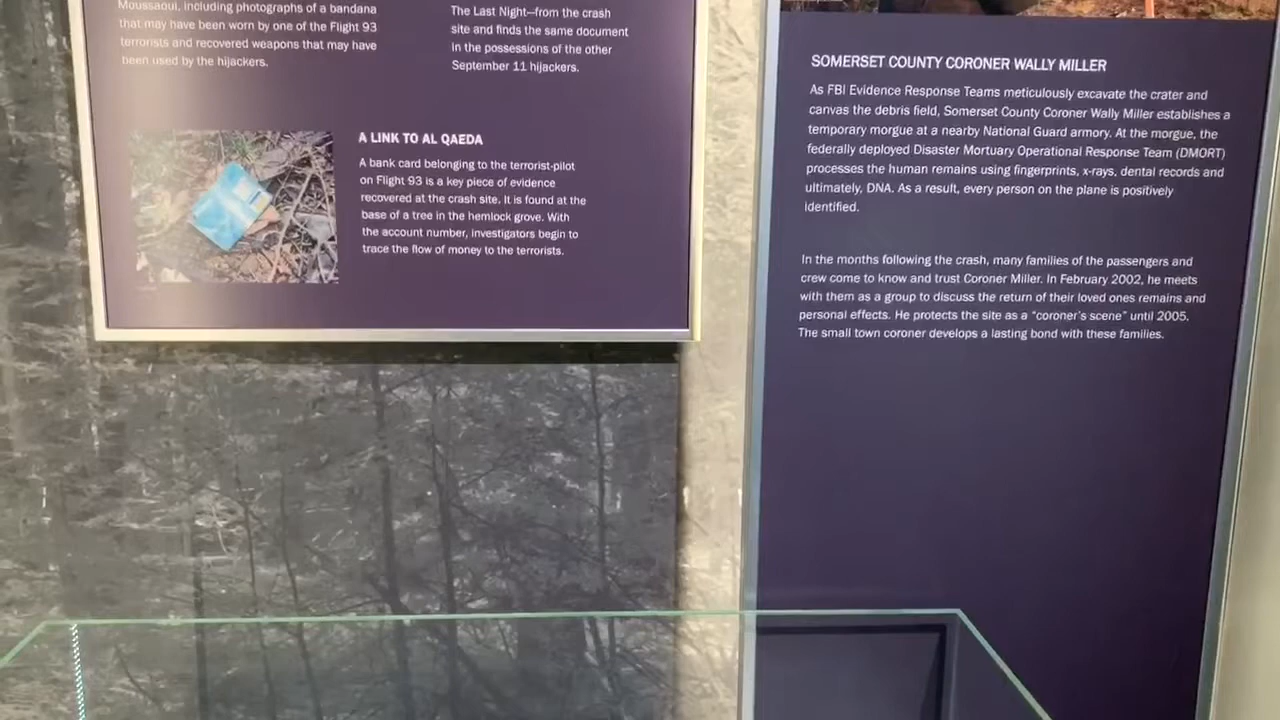 Moussaoui, including photographs of a bandana
that may have been worn by one of the Flight 93
terrorists and recovered weapons that may have
been used by the hijackers.
The Last Night—from the crash
site and finds the same document
in the possessions of the other
September 11 hijackers.
A LINK TO AL QAEDA
A bank card belonging to the terrorist-pilot
on Flight 93 is a key piece of evidence
recovered at the crash site. It is found at the
base of a tree in the hemlock grove. With
the account number, investigators begin to
trace the flow of money to the terrorists.
SOMERSET COUNTY CORONER WALLY MILLER
As FBI Evidence Response Teams meticulously excavate the crater and
canvas the debris field, Somerset County Coroner Wally Miller establishes a
temporary morgue at a nearby National Guard armory. At the morgue, the
federally deployed Disaster Mortuary Operational Response Team (DMORT)
processes the human remains using fingerprints, x-rays, dental records and
ultimately, DNA. As a result, every person on the plane is positively
identified.
In the months following the crash, many families of the passengers and
crew come to know and trust Coroner Miller. In February 2002, he meets
with them as a group to discuss the return of their loved ones remains and
personal effects. He protects the site as a "coroner's scene" until 2005.
The small town coroner develops a lasting bond with these families.